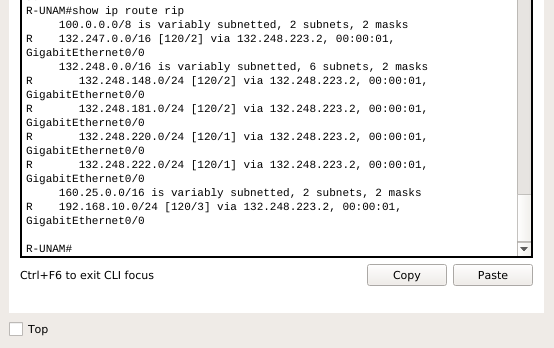 R-UNAM#show ip route rip
100.0.0.0/8 is variably subnetted, 2 subnets, 2 masks
R 132.247.0.0/16 [120/2] via 132.248.223.2, 00:00:01,
GigabitEthernet0/0
132.248.0.0/16 is variably subnetted, 6 subnets, 2 masks
R 132.248.148.0/24 [120/2] via 132.248.223.2, 00:00:01,
GigabitEthernet0/0
R 132.248.181.0/24 [120/2] via 132.248.223.2, 00:00:01,
GigabitEthernet0/0
R 132.248.220.0/24 [120/1] via 132.248.223.2, 00:00:01,
GigabitEthernet0/0
R 132.248.222.0/24 [120/1] via 132.248.223.2, 00:00:01,
GigabitEthernet0/0
160.25.0.0/16 is variably subnetted, 2 subnets, 2 masks
R 192.168.10.0/24 [120/3] via 132.248.223.2, 00:00:01,
GigabitEthernet0/0
R-UNAM#
Ctrl+F6 to exit CLI focus
Copy
Paste
Top